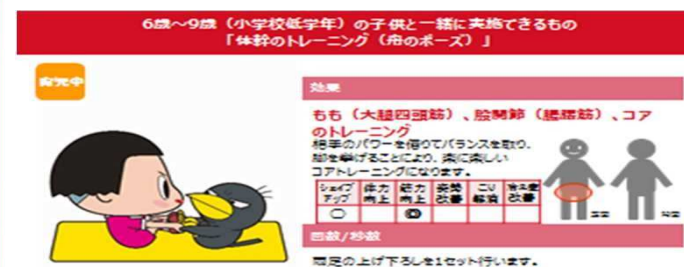 6歳～9歳（小学校低学年）の子供と一緒に実施できるもの
「体幹のトレーニング（舟のポーズ）」
効果
もも（大腿四頭筋）、股関節（腸腰筋）、コア
のトレーニング
相手のパワーを借りてバランスを取り、
脚を挙げることにより、楽に楽しい
コアトレーニングになります。
シェイプアップ 体力向上 筋力向上 姿勢改善 こり解消 改善
○ ◎
回数/秒数
両足の上げ下ろしを1セット行います。